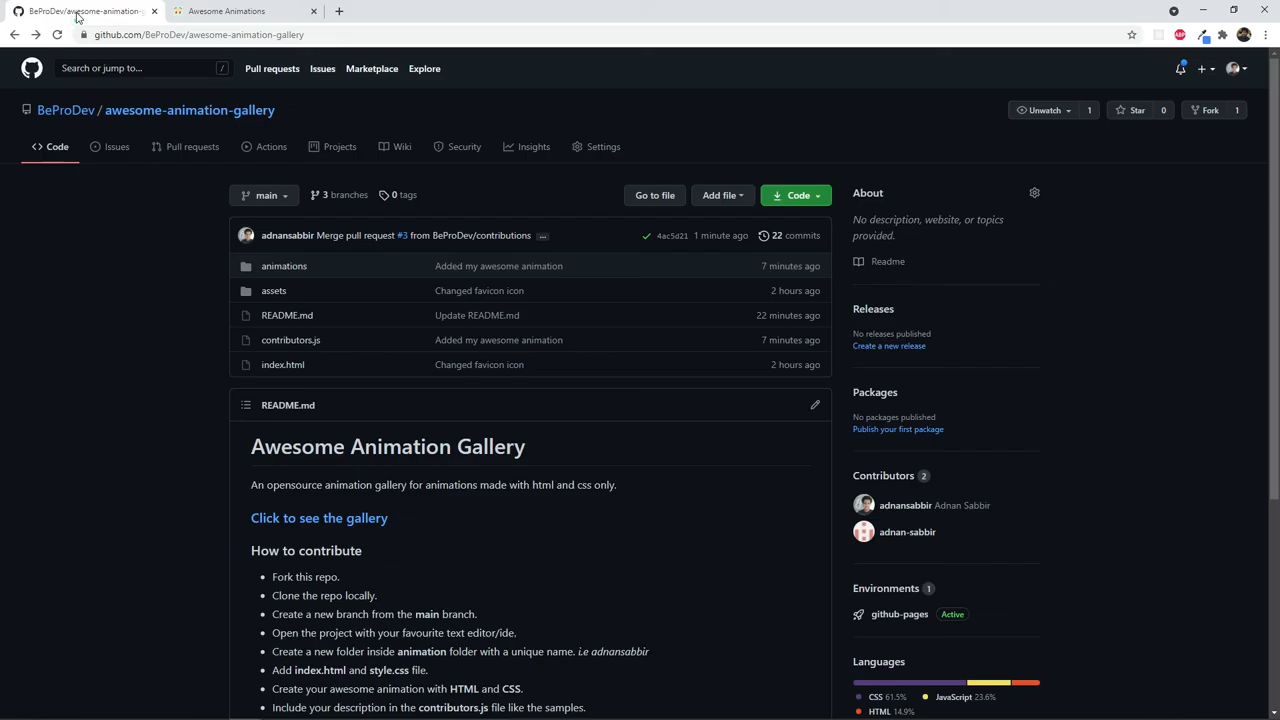 BeProDev/awesome-animation-
Awesome Animations
github.com/BeProDev/awesome-animation-gallery
ABP
Search or jump to...
/
Pull requests
Issues
Marketplace
Explore
BeProDev / awesome-animation-gallery
Unwatch
1
Star
0
Fork
1
Code
Issues
Pull requests
Actions
Projects
Wiki
Security
Insights
Settings
main
3 branches
0 tags
Go to file
Add file
Code
adnansabbir Merge pull request #3 from BeProDev/contributions ...
4ac5d21 1 minute ago
22 commits
animations
Added my awesome animation
7 minutes ago
assets
Changed favicon icon
2 hours ago
README.md
Update README.md
22 minutes ago
contributors.js
Added my awesome animation
7 minutes ago
index.html
Changed favicon icon
2 hours ago
README.md
Awesome Animation Gallery
An opensource animation gallery for animations made with html and css only.
Click to see the gallery
How to contribute
• Fork this repo.
• Clone the repo locally.
• Create a new branch from the main branch.
• Open the project with your favourite text editor/ide.
• Create a new folder inside animation folder with a unique name. i.e adnansabbir
• Add index.html and style.css file.
• Create your awesome animation with HTML and CSS.
• Include your description in the contributors.js file like the samples.
About
No description, website, or topics
provided.
Readme
Releases
No releases published
Create a new release
Packages
No packages published
Publish your first package
Contributors 2
adnansabbir Adnan Sabbir
adnan-sabbir
Environments 1
github-pages Active
Languages
CSS 61.5%
JavaScript 23.6%
HTML 14.9%